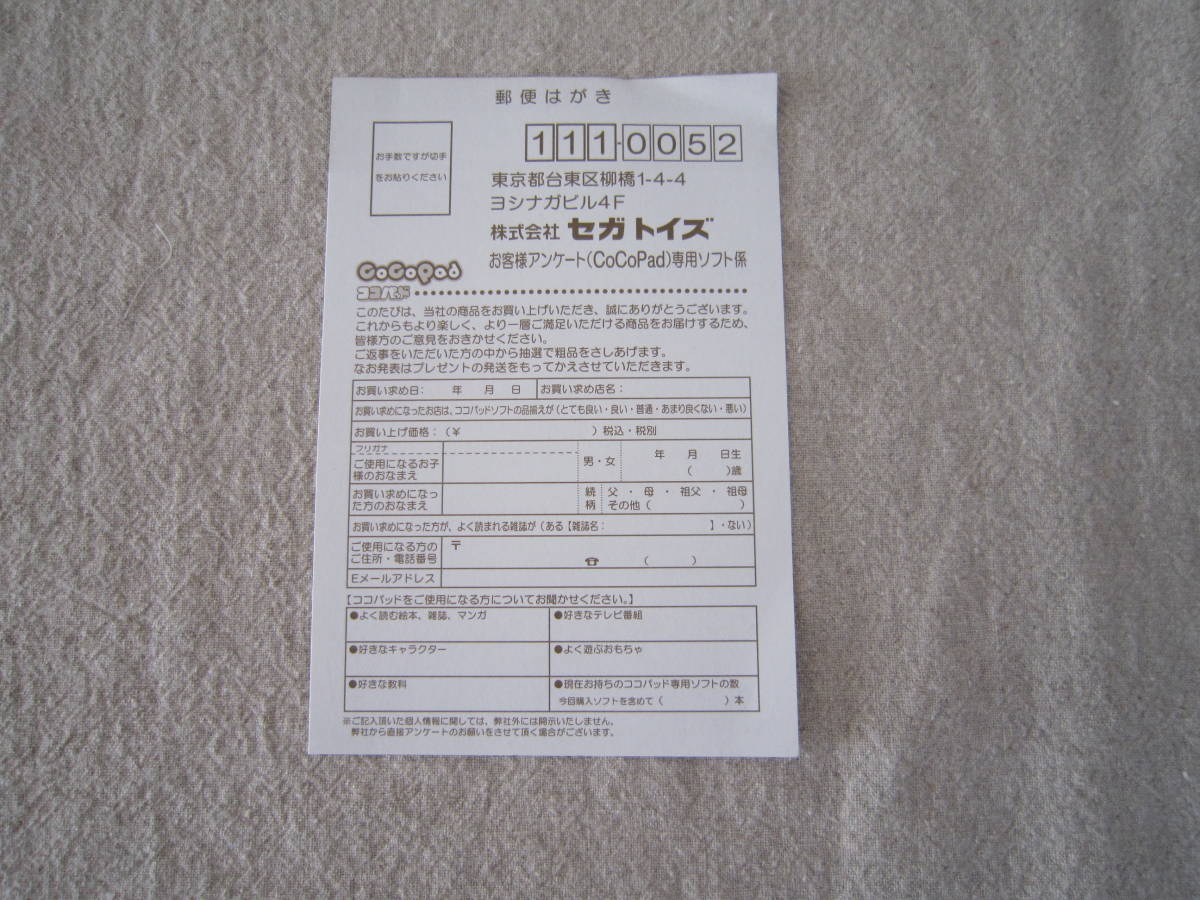 郵便はがき
お手数ですが切手
をお貼りください
111-0052
東京都台東区柳橋1-4-4
ヨシナガビル4F
株式会社 セガトイズ
お客様アンケート(CoCoPad)専用ソフト係
CoCoPad
ココパッド
このたびは、当社の商品をお買い上げいただき、誠にありがとうございます。
これからもより楽しく、より一層ご満足いただける商品をお届けするため、
皆様方のご意見をおきかせください。
ご返事をいただいた方の中から抽選で粗品をさしあげます。
なお発表はプレゼントの発送をもってかえさせていただきます。
お買い求め日: 年 月 日 お買い求め店名:
お買い求めになったお店は、ココパッドソフトの品揃えが(とても良い・良い・普通・あまり良くない・悪い)
お買い上げ価格:(¥ )税込・税別
フリガナ
ご使用になるお子
様のおなまえ
男・女
年 月 日生
( )歳
お買い求めになっ
た方のおなまえ
続柄
父・母・祖父・祖母
その他( )
お買い求めになった方が、よく読まれる雑誌が(ある【雑誌名: 】・ない)
ご使用になる方の
ご住所・電話番号
〒
☎ ( )
Eメールアドレス
【ココパッドをご使用になる方についてお聞かせください。】
●よく読む絵本、雑誌、マンガ
●好きなテレビ番組
●好きなキャラクター
●よく遊ぶおもちゃ
●好きな教科
●現在お持ちのココパッド専用ソフトの数
今回購入ソフトを含めて( )本
※ご記入頂いた個人情報に関しては、弊社外には開示いたしません。
弊社から直接アンケートのお願いをさせて頂く場合がございます。